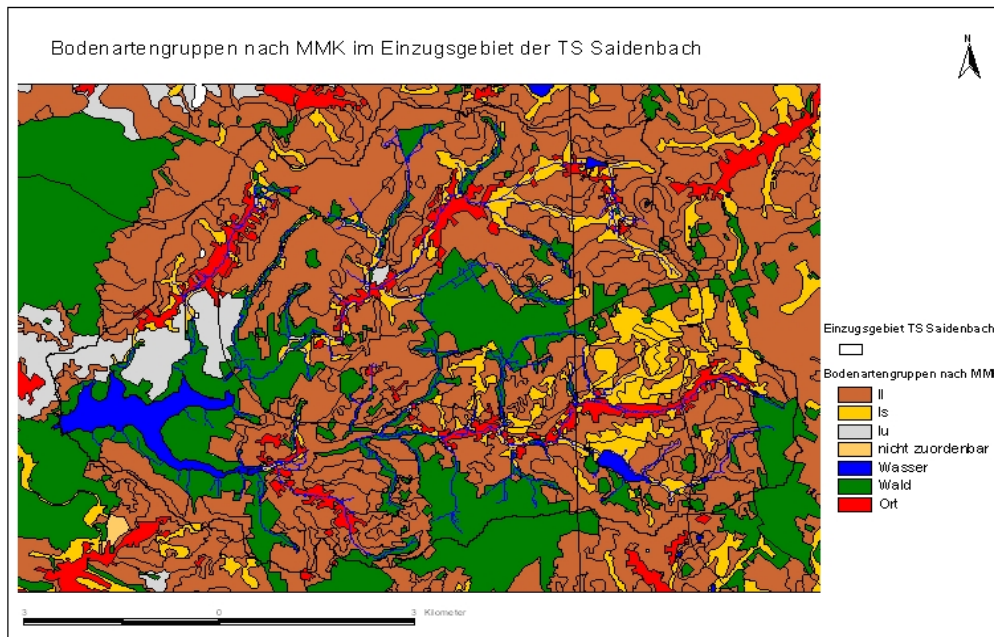 Bodenartengruppen nach MMK im Einzugsgebiet der TS Saidenbach
N
Einzugsgebiet TS Saidenbach
Bodenartengruppen nach MMK
ll
ls
lu
nicht zuordenbar
Wasser
Wald
Ort
3 0 3 Kilometer